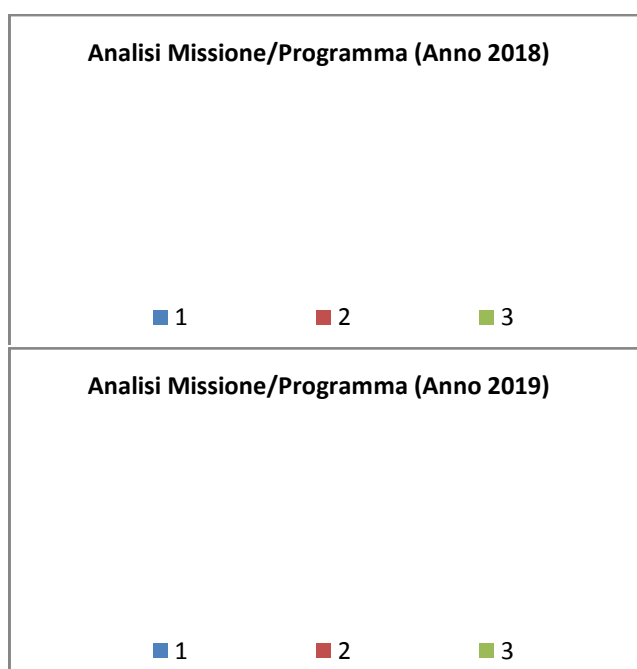 Analisi Missione/Programma (Anno 2018)
1 2 3
Analisi Missione/Programma (Anno 2019)
1 2 3